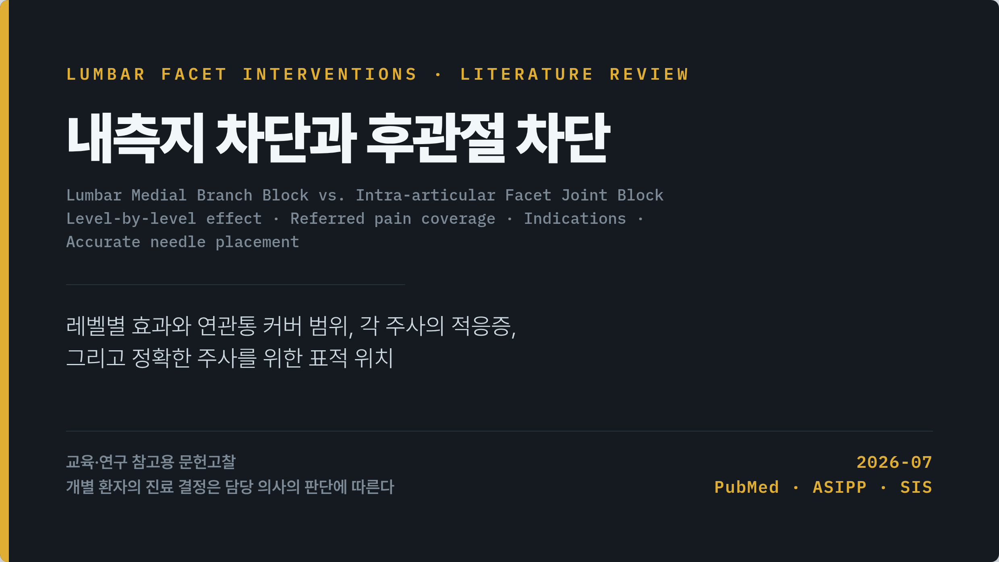 LUMBAR FACET INTERVENTIONS · LITERATURE REVIEW
내측지 차단과 후관절 차단
Lumbar Medial Branch Block vs. Intra-articular Facet Joint Block
Level-by-level effect · Referred pain coverage · Indications ·
Accurate needle placement
레벨별 효과와 연관통 커버 범위, 각 주사의 적응증,
그리고 정확한 주사를 위한 표적 위치
교육·연구 참고용 문헌고찰
개별 환자의 진료 결정은 담당 의사의 판단에 따른다
2026-07
PubMed · ASIPP · SIS